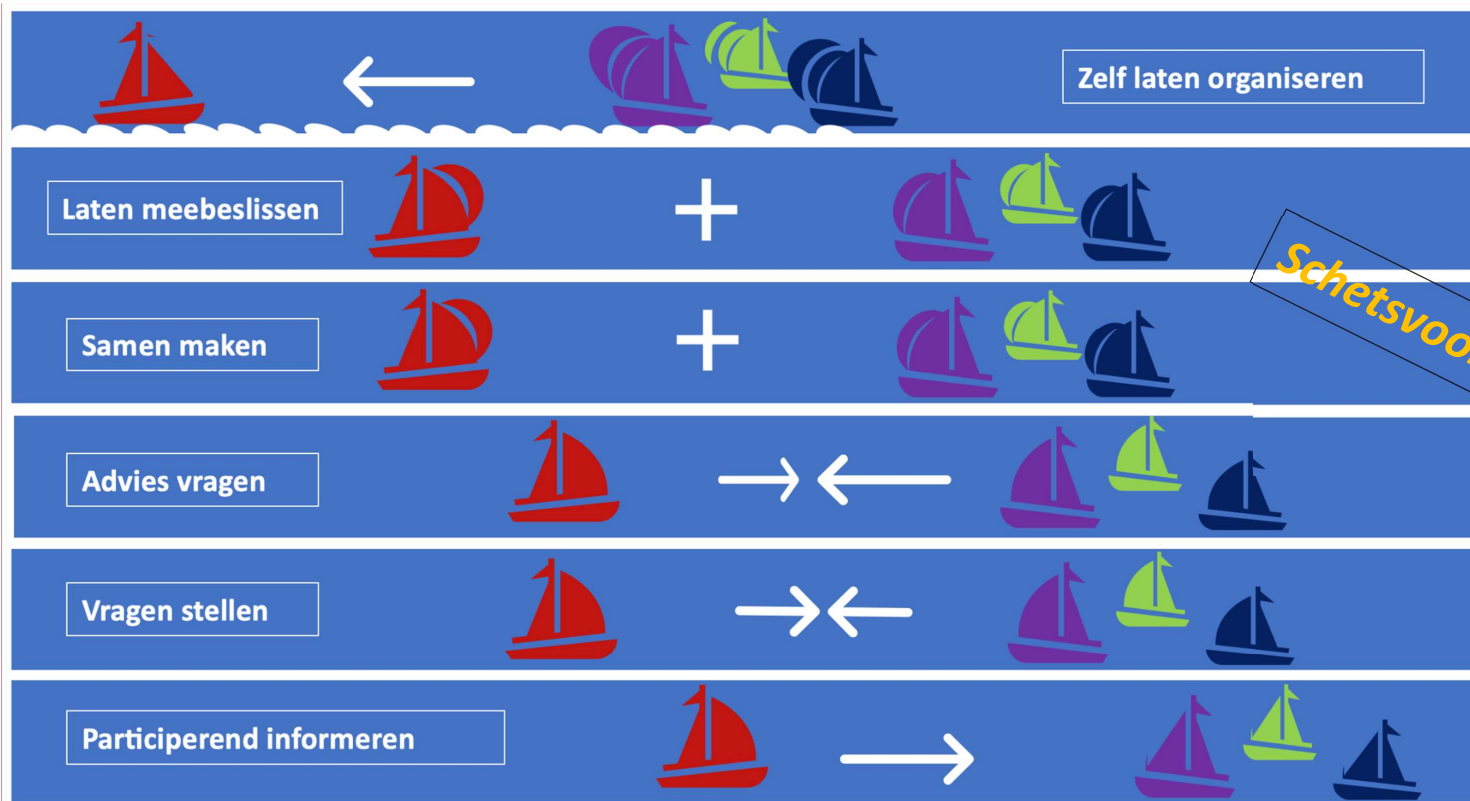 Zelf laten organiseren
Laten meebeslissen
Samen maken
Advies vragen
Vragen stellen
Participerend informeren